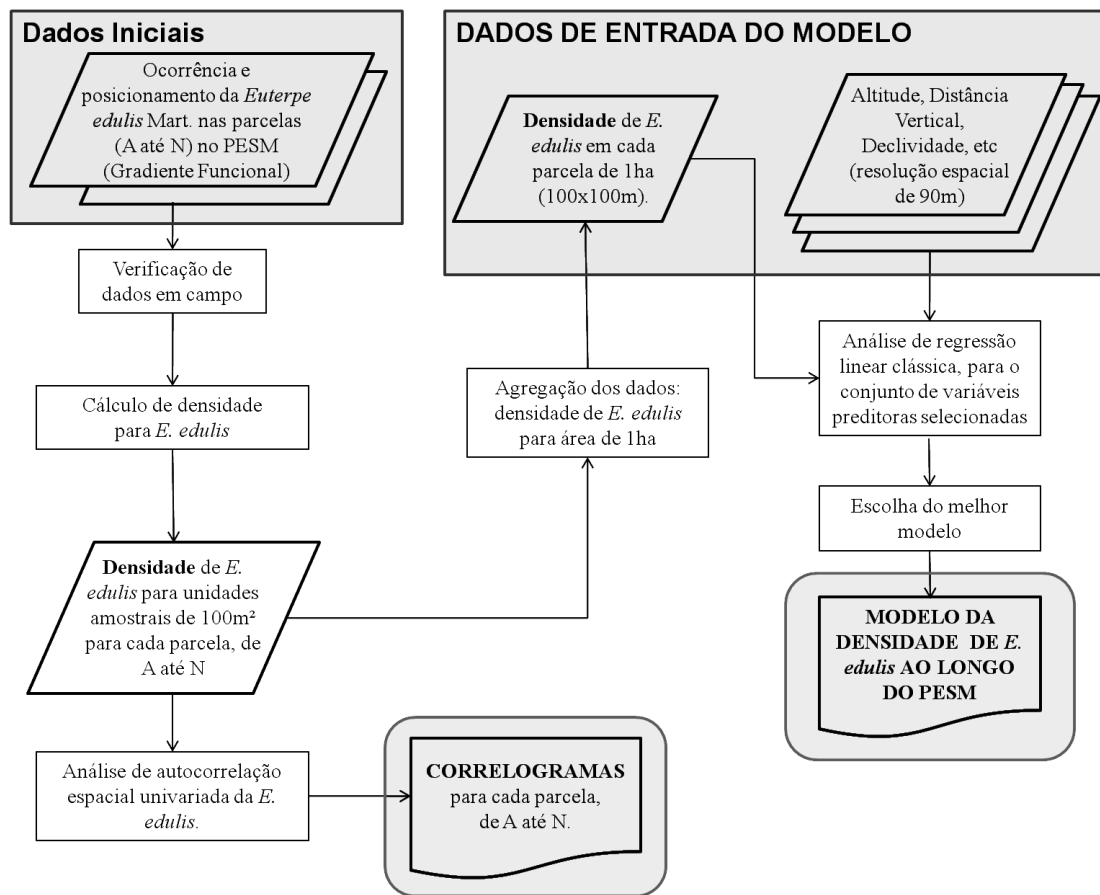 Dados Iniciais
Ocorrência e
posicionamento da Euterpe
edulis Mart. nas parcelas
(A até N) no PESM
(Gradiente Funcional)
Verificação de
dados em campo
Cálculo de densidade
para E. edulis
Densidade de E.
edulis para unidades
amostrais de 100m²
para cada parcela, de
A até N
Análise de autocorrelação
espacial univariada da E.
edulis.
CORRELOGRAMAS
para cada parcela,
de A até N.
DADOS DE ENTRADA DO MODELO
Densidade de E.
edulis em cada
parcela de 1ha
(100x100m).
Agregação dos dados:
densidade de E. edulis
para área de 1ha
Altitude, Distância
Vertical,
Declividade, etc
(resolução espacial
de 90m)
Análise de regressão
linear clássica, para o
conjunto de variáveis
preditoras selecionadas
Escolha do melhor
modelo
MODELO DA
DENSIDADE DE E.
edulis AO LONGO
DO PESM